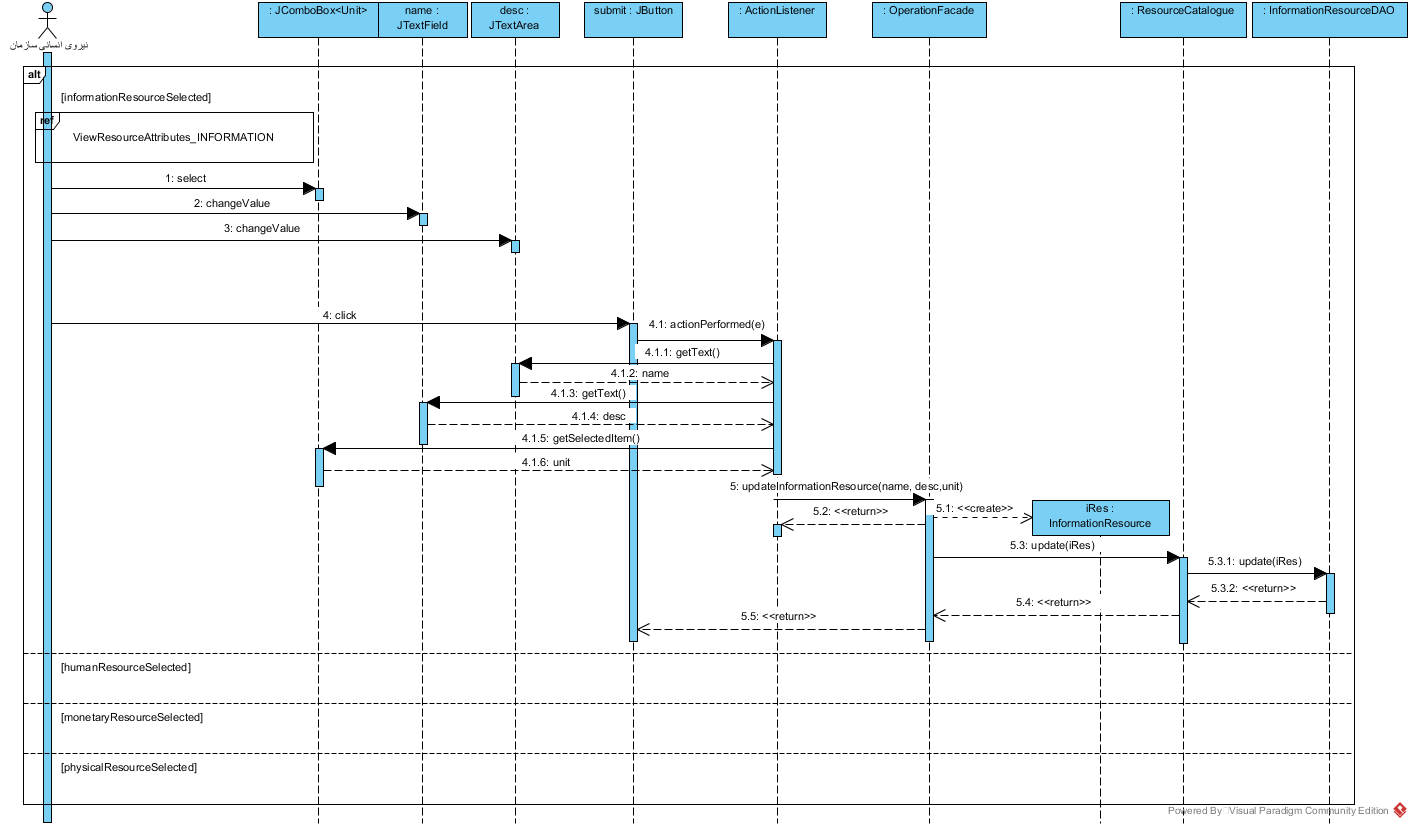 : JComboBox<Unit>
name :
JTextField
desc :
JTextArea
submit : JButton
: ActionListener
: OperationFacade
: ResourceCatalogue
: InformationResourceDAO
نیروی انسانی سازمان
alt
[informationResourceSelected]
ref
ViewResourceAttributes_INFORMATION
1: select
2: changeValue
3: changeValue
4: click
4.1: actionPerformed(e)
4.1.1: getText()
4.1.2: name
4.1.3: getText()
4.1.4: desc
4.1.5: getSelectedItem()
4.1.6: unit
5: updateInformationResource(name, desc,unit)
5.1: <<create>>
iRes :
InformationResource
5.2: <<return>>
5.3: update(iRes)
5.3.1: update(iRes)
5.3.2: <<return>>
5.4: <<return>>
5.5: <<return>>
[humanResourceSelected]
[monetaryResourceSelected]
[physicalResourceSelected]
Powered By Visual Paradigm Community Edition